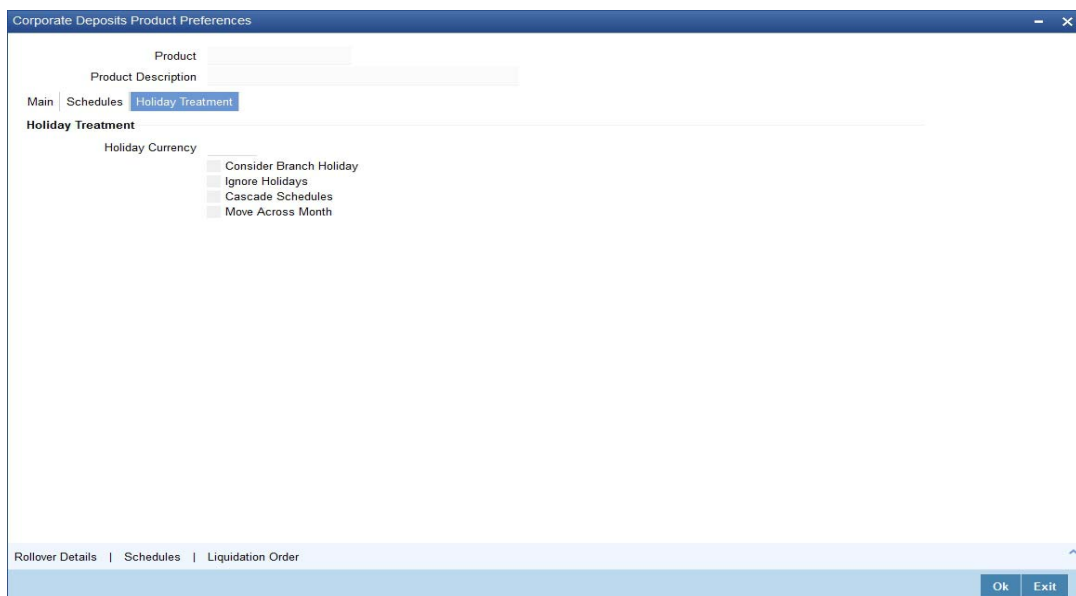 Corporate Deposits Product Preferences
Product
Product Description
Main Schedules Holiday Treatment
Holiday Treatment
Holiday Currency
Consider Branch Holiday
Ignore Holidays
Cascade Schedules
Move Across Month
Rollover Details | Schedules | Liquidation Order
Ok Exit